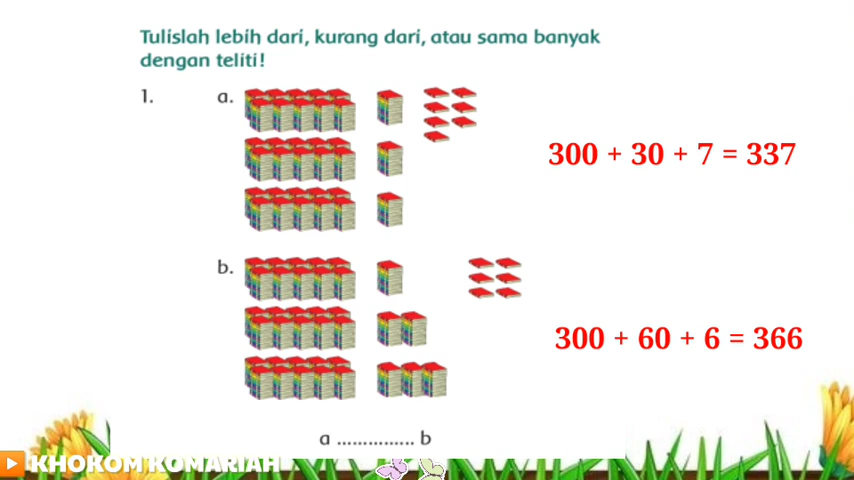 Tulislah lebih dari, kurang dari, atau sama banyak
dengan teliti!
1. a.
300 + 30 + 7 = 337
b.
300 + 60 + 6 = 366
a ............... b
KHOKOM KOMARIAH